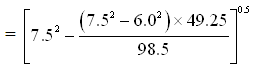 = [7.5² − (7.5² − 6.0²)×49.25 / 98.5]^0.5